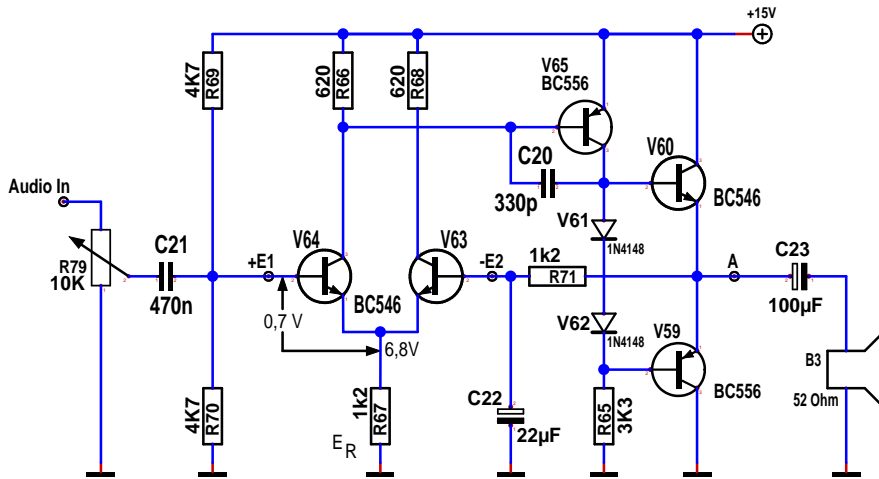 +15V
4K7
R69
620
R66
620
R68
V65
BC556
C20
330p
V60
BC546
Audio In
R79
10K
C21
470n
+E1
V64
BC546
V63
-E2
1k2
R71
V61
1N4148
A
C23
100µF
0,7 V
6,8V
V62
1N4148
V59
BC556
B3
52 Ohm
4K7
R70
1k2
R67
E R
C22
22µF
R65
3K3